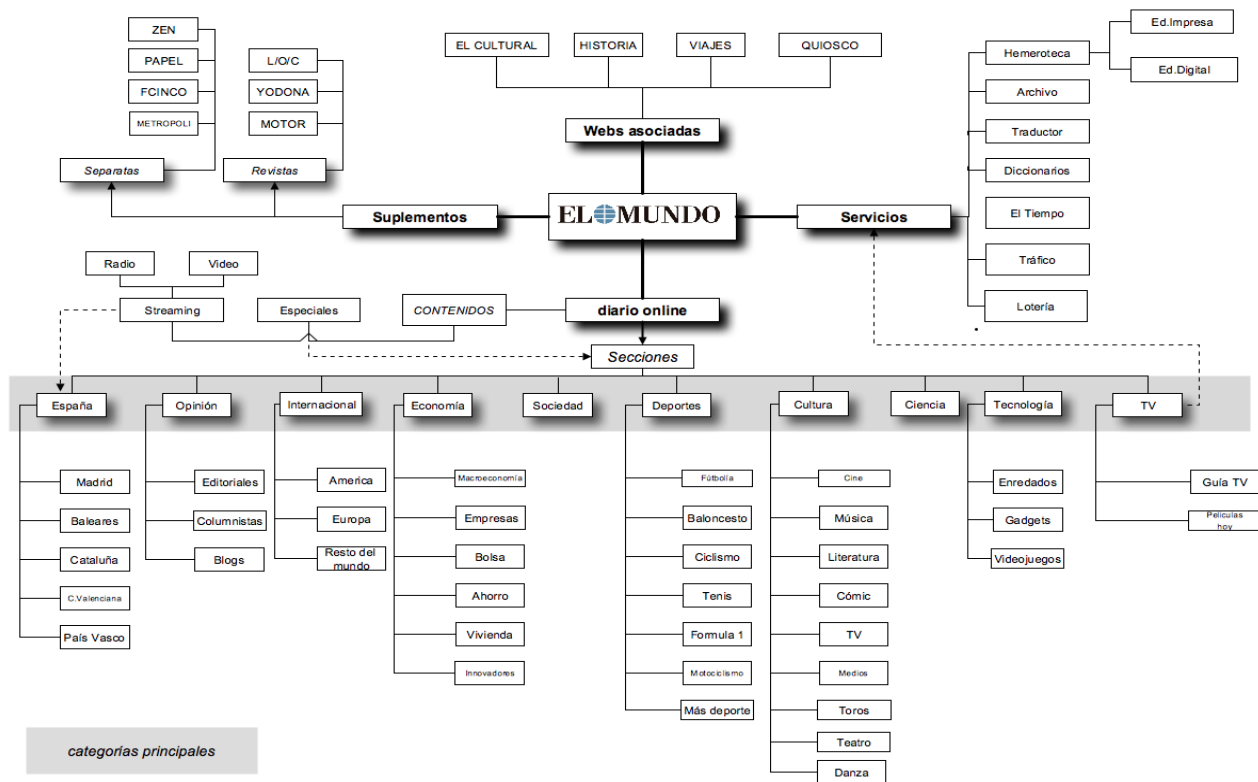 ZEN
PAPEL
FCINCO
METROPOLI
Separatas
L/O/C
YODONA
MOTOR
Revistas
EL CULTURAL
HISTORIA
VIAJES
QUIOSCO
Webs asociadas
Suplementos
EL MUNDO
Servicios
Hemeroteca
Ed.Impresa
Ed.Digital
Archivo
Traductor
Diccionarios
El Tiempo
Tráfico
Lotería
Radio
Video
Streaming
Especiales
CONTENIDOS
diario online
Secciones
España
Opinión
Internacional
Economía
Sociedad
Deportes
Cultura
Ciencia
Tecnología
TV
Madrid
Baleares
Cataluña
C.Valenciana
País Vasco
Editoriales
Columnistas
Blogs
America
Europa
Resto del
mundo
Macroeconomía
Empresas
Bolsa
Ahorro
Vivienda
Innovadores
Fútbolía
Baloncesto
Ciclismo
Tenis
Formula 1
Motociclismo
Más deporte
Cine
Música
Literatura
Cómic
TV
Medios
Toros
Teatro
Danza
Enredados
Gadgets
Videojuegos
Guía TV
Peliculas
hoy
categorías principales